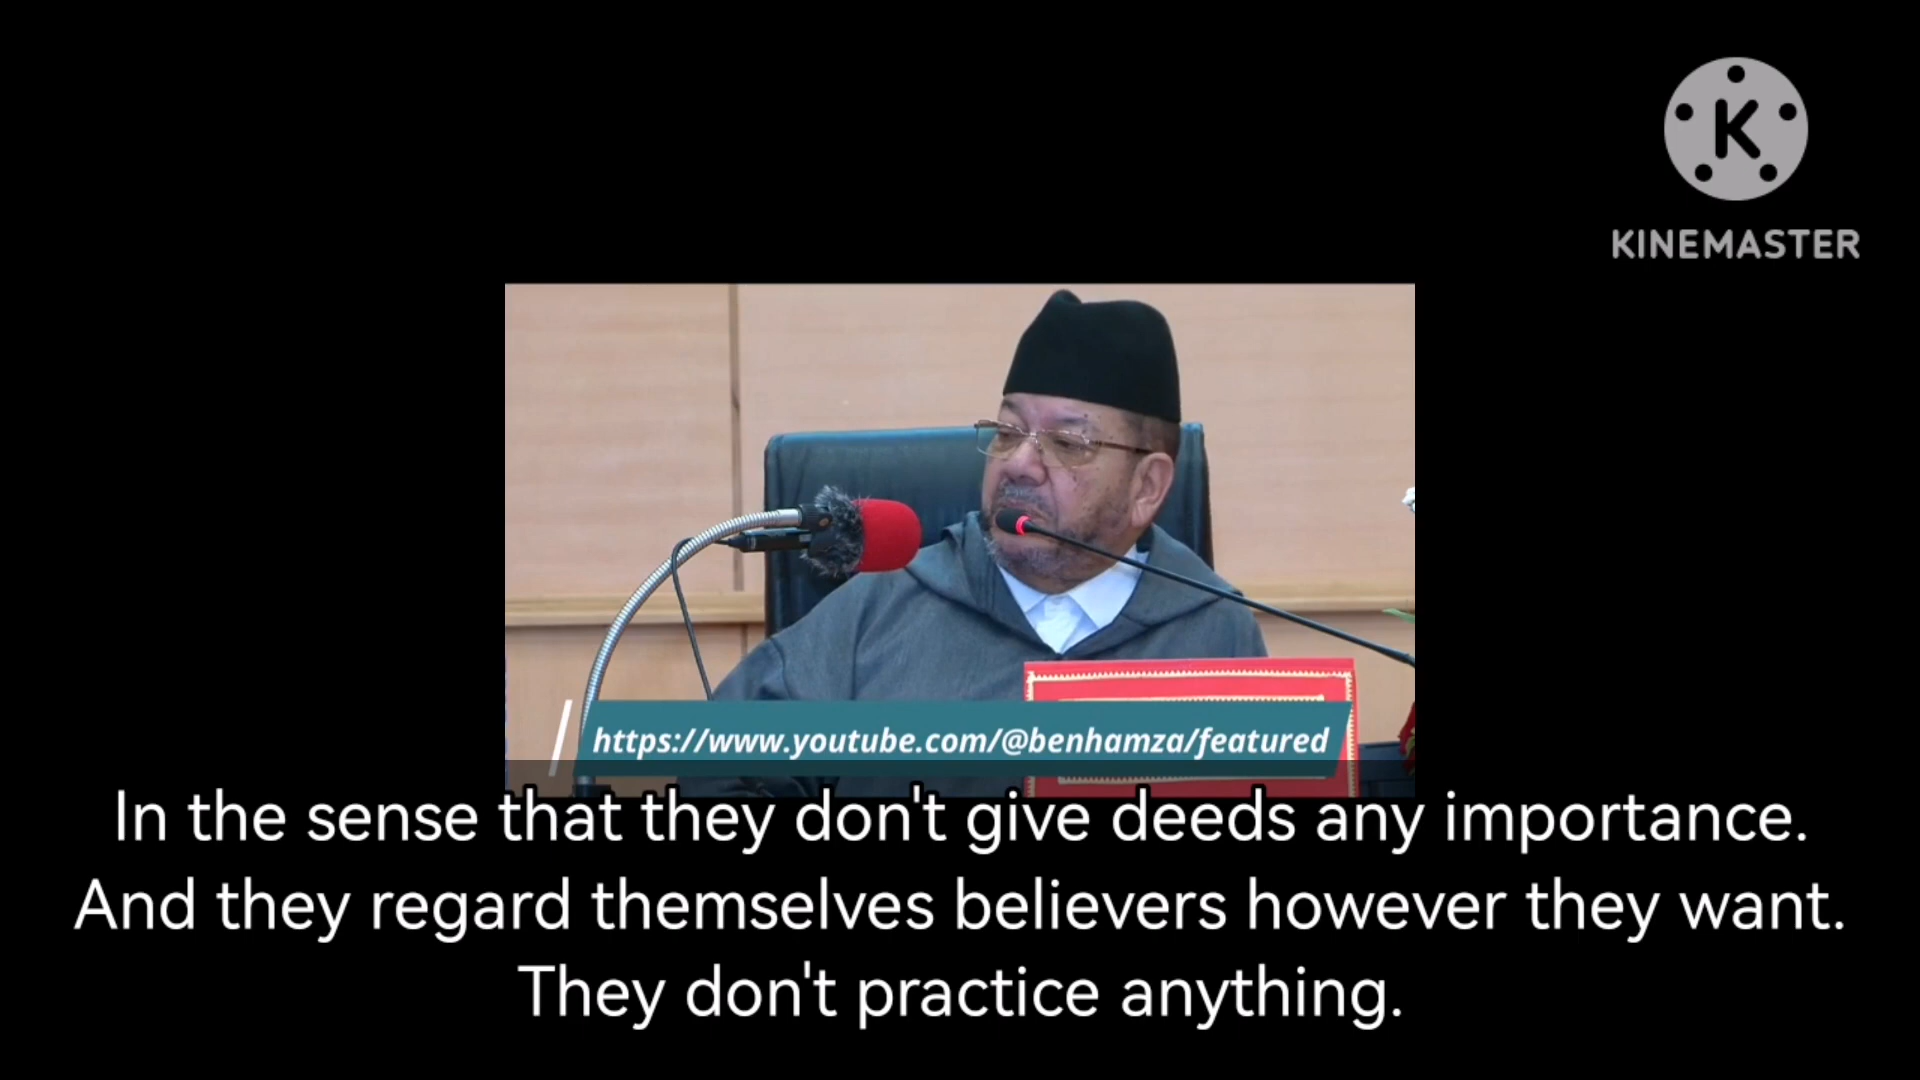 K
KINEMASTER
https://www.youtube.com/@benhamza/featured
In the sense that they don't give deeds any importance.
And they regard themselves believers however they want.
They don't practice anything.